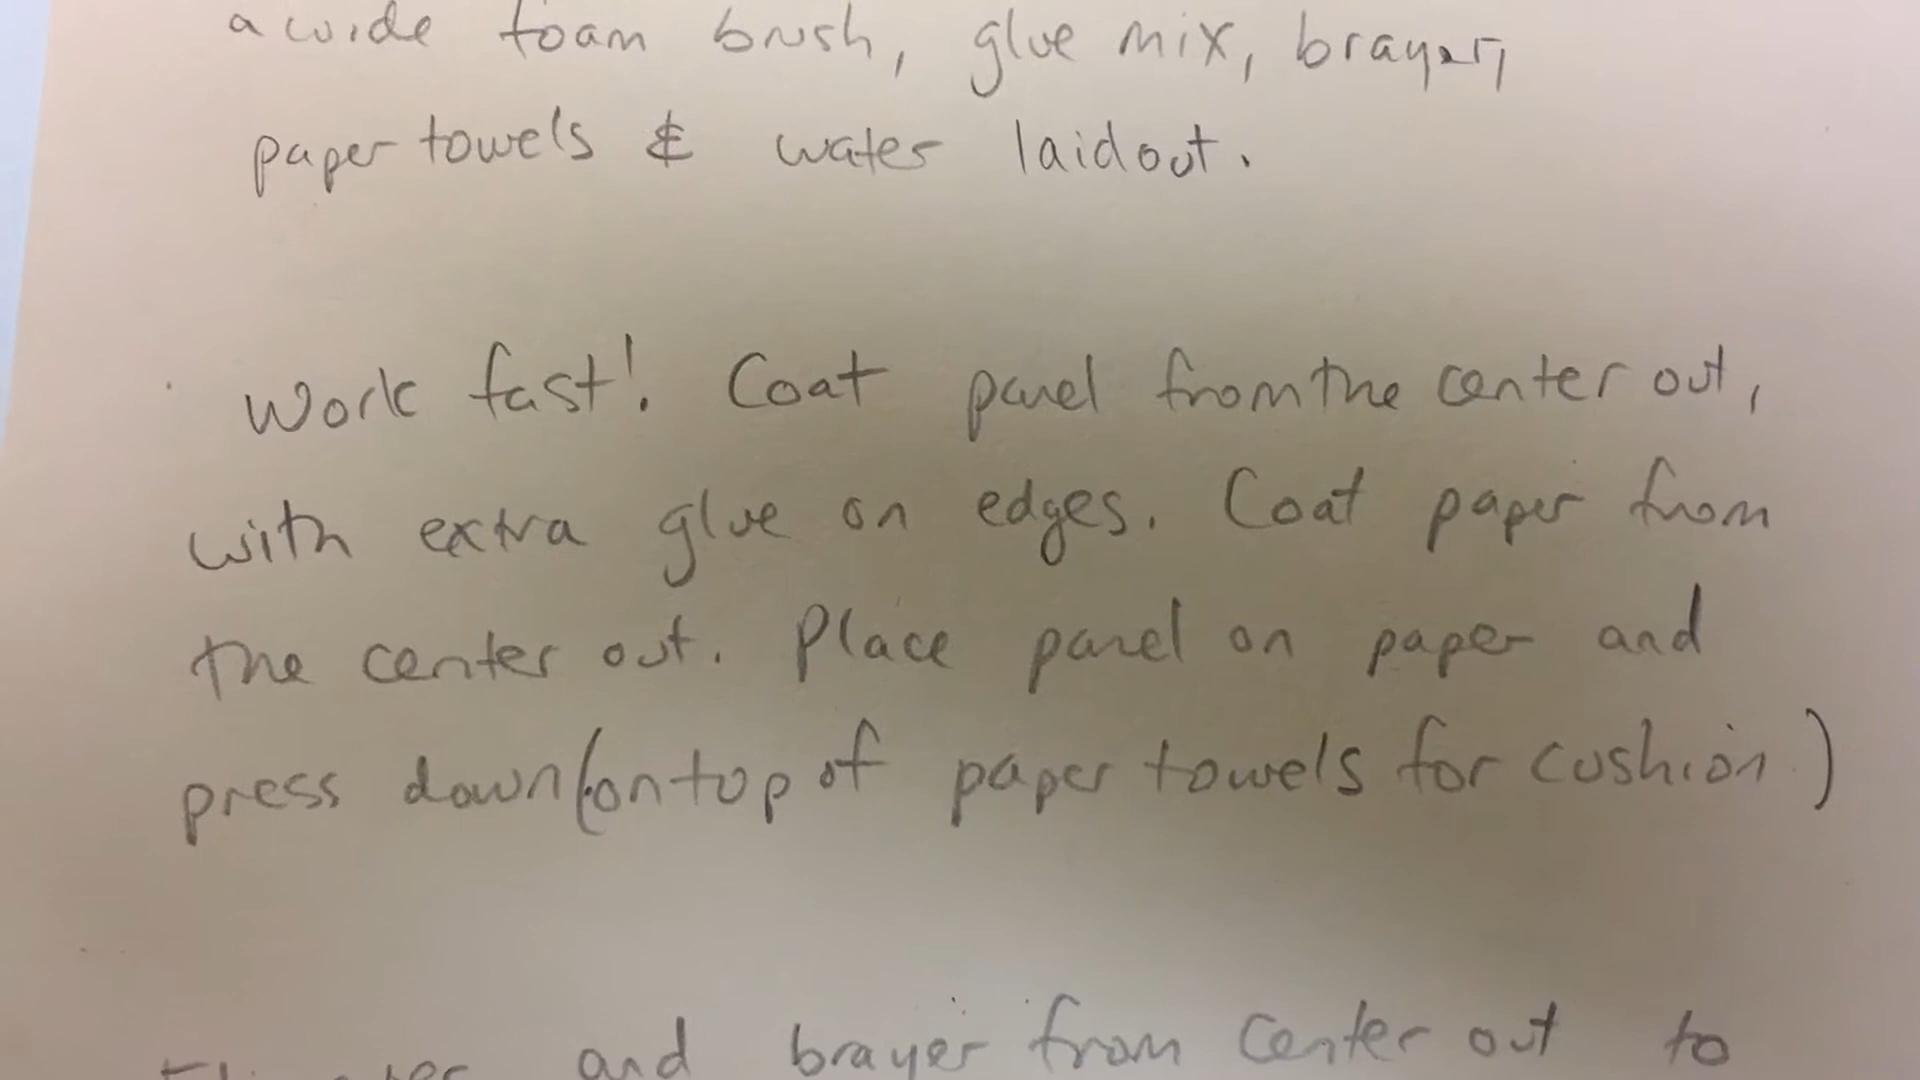 a wide foam brush, glue mix, brayer,
paper towels & water laid out.
Work fast! Coat panel from the center out,
with extra glue on edges. Coat paper from
the center out. Place panel on paper and
press down (on top of paper towels for cushion)
and brayer from center out to